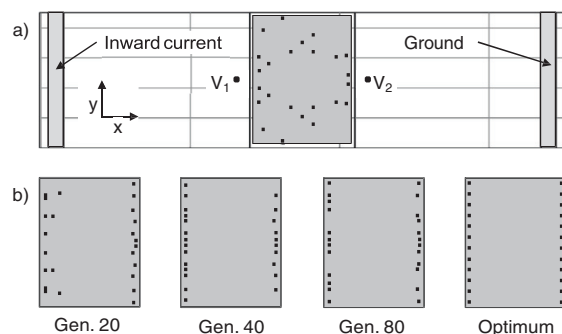 a)
Inward current
Ground
V1
V2
y
x
b)
Gen. 20
Gen. 40
Gen. 80
Optimum